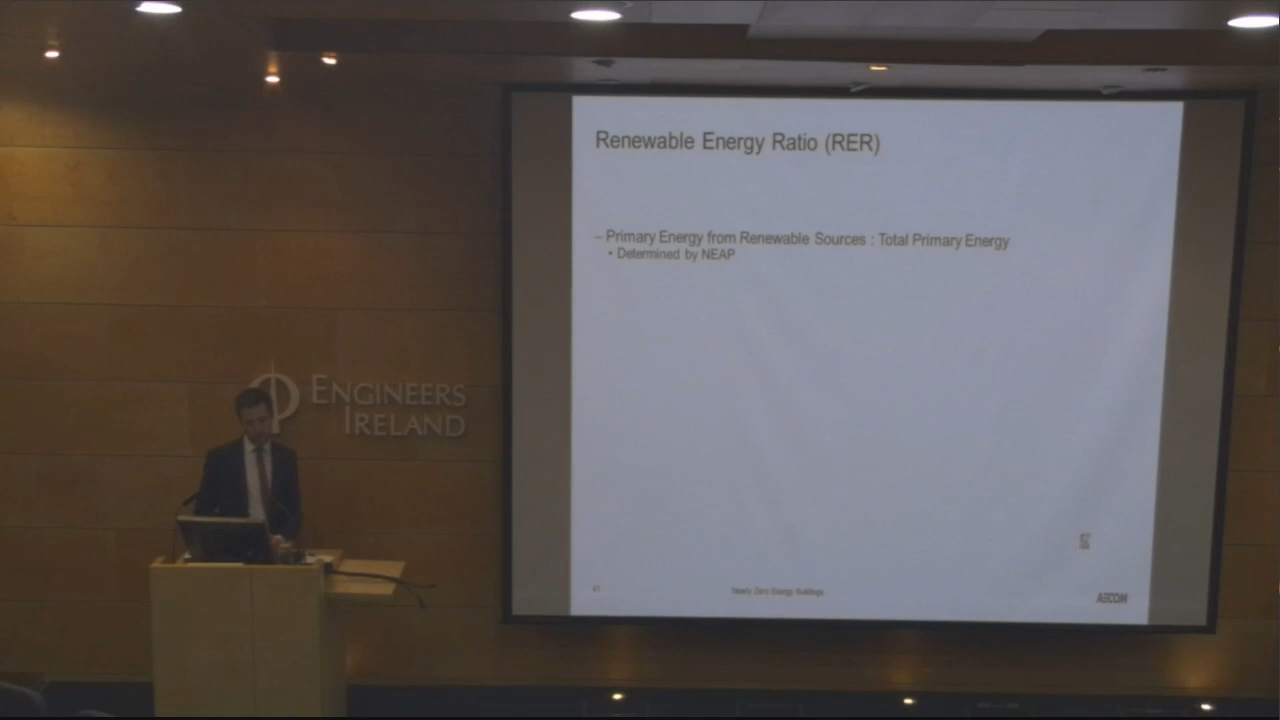 Renewable Energy Ratio (RER)
– Primary Energy from Renewable Sources : Total Primary Energy
• Determined by NEAP
ENGINEERS
IRELAND
Nearly Zero Energy Buildings
AECOM